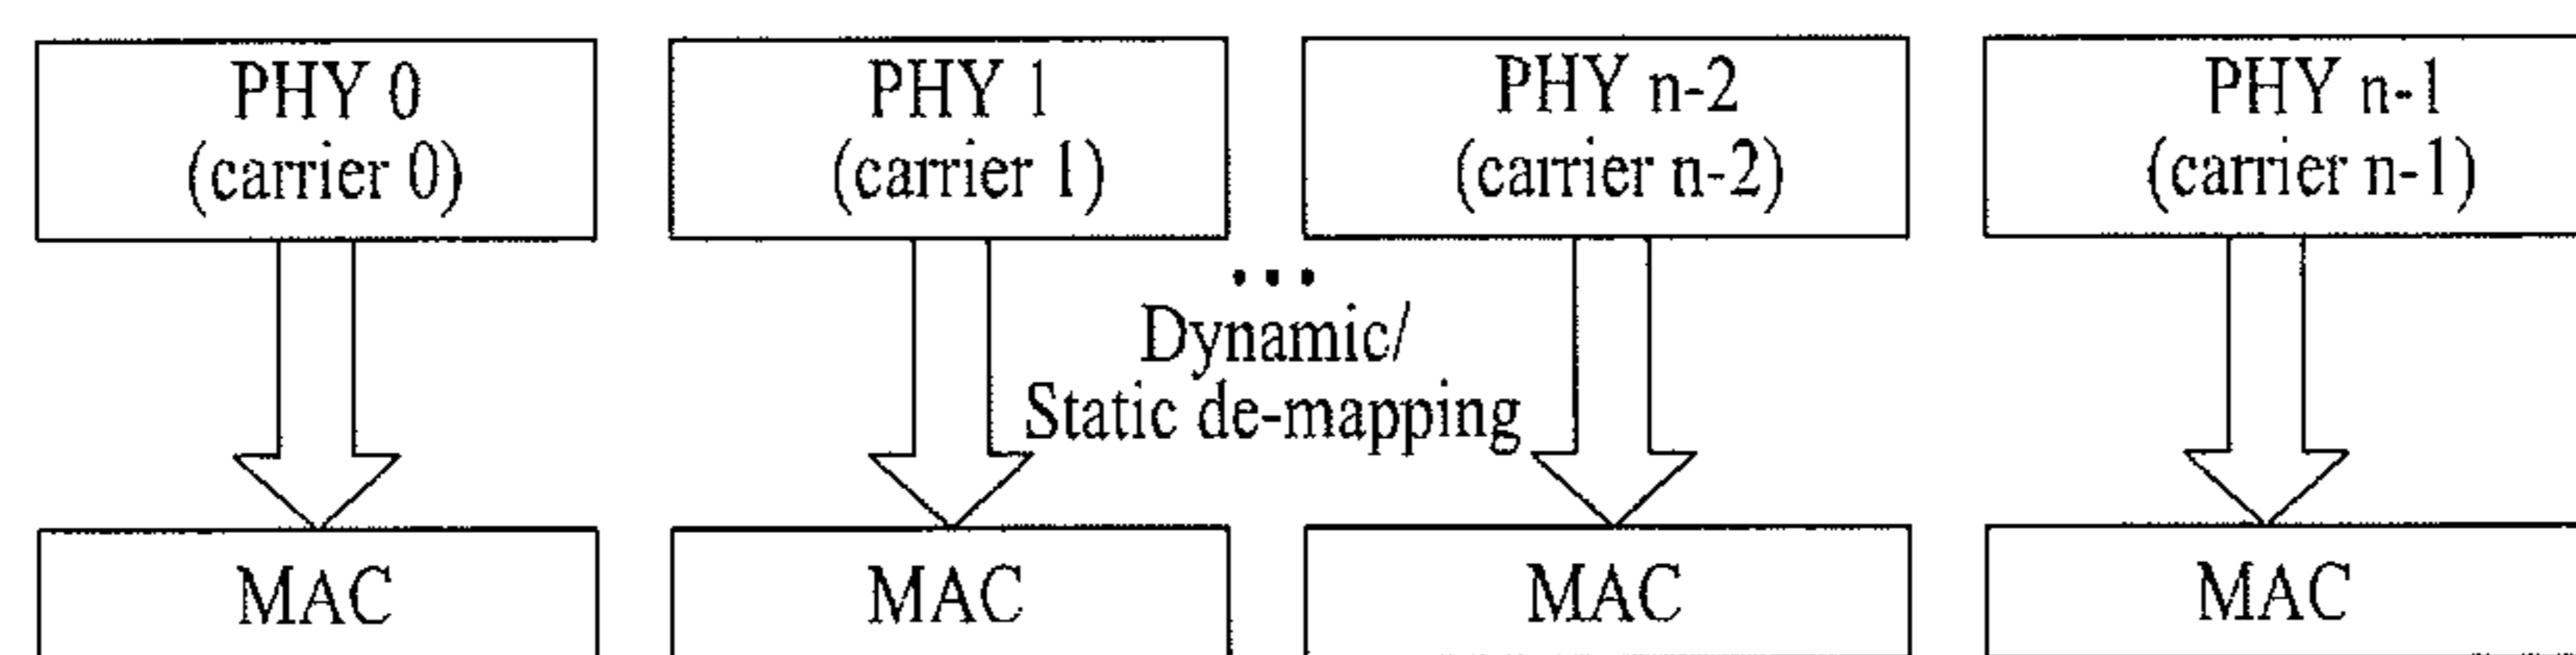 PHY 0
(carrier 0)
PHY 1
(carrier 1)
PHY n-2
(carrier n-2)
PHY n-1
(carrier n-1)
...
Dynamic/
Static de-mapping
MAC
MAC
MAC
MAC